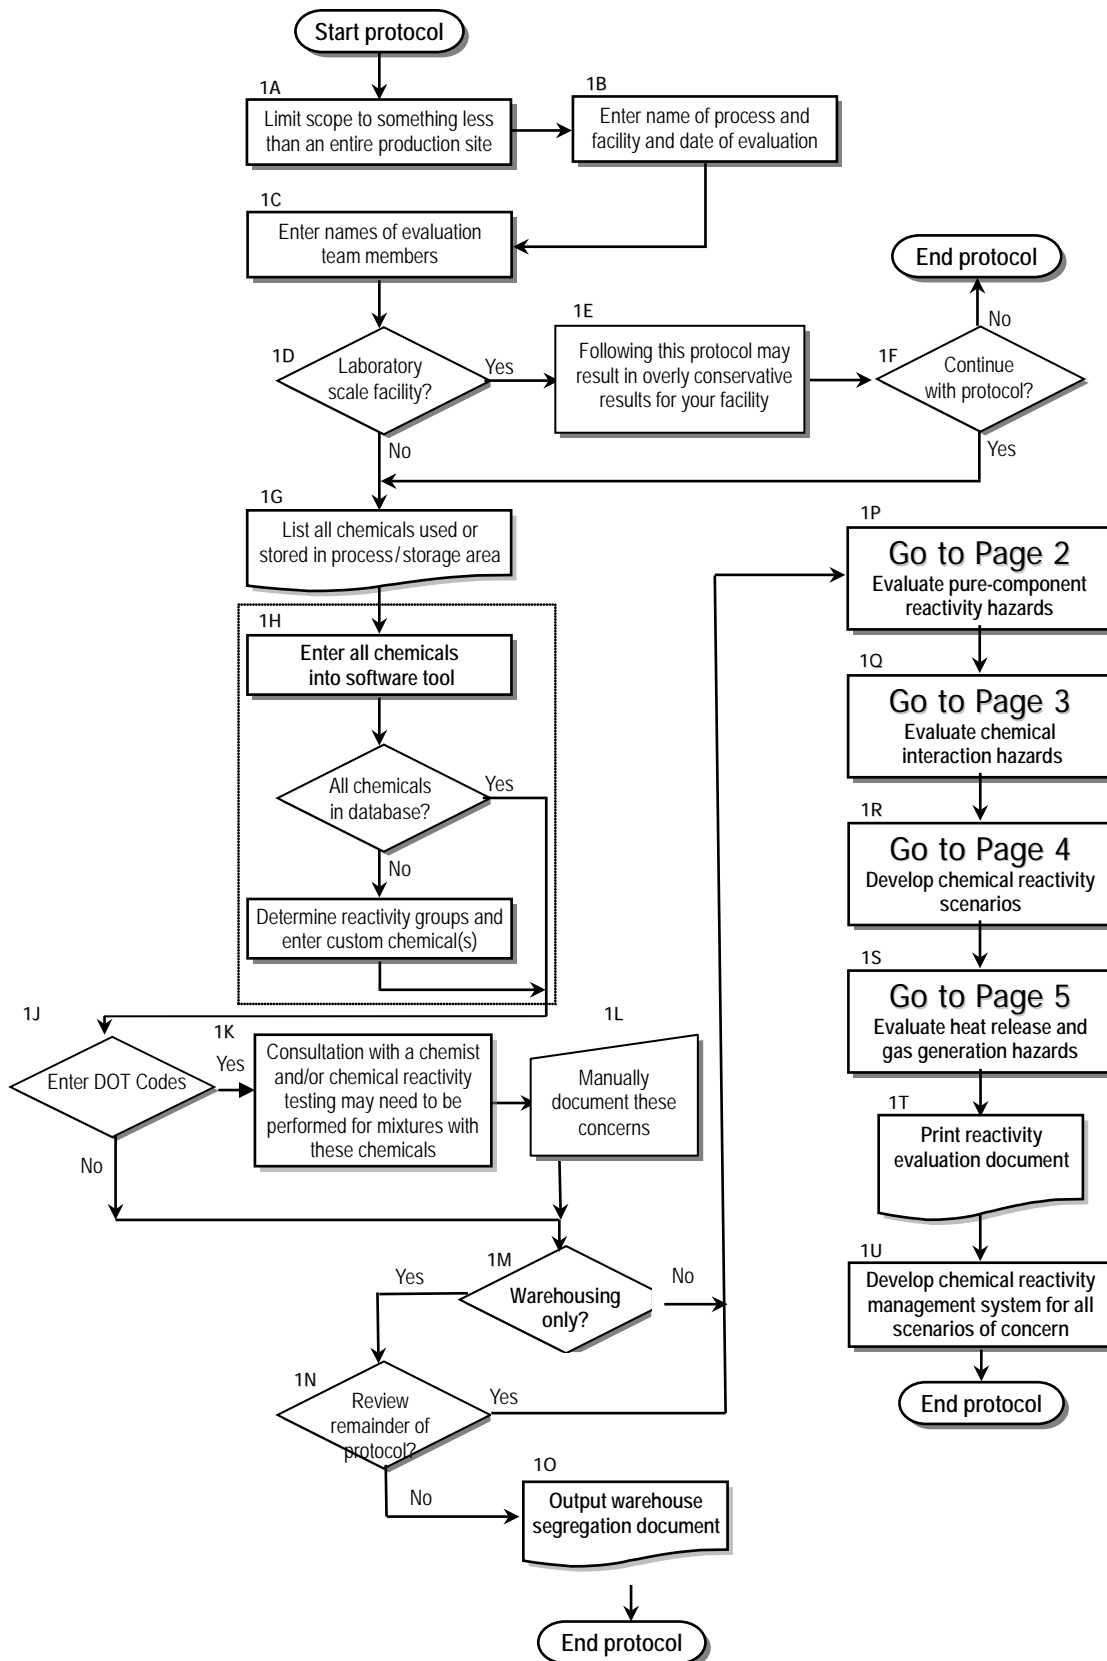 Start protocol
1A
Limit scope to something less
than an entire production site
1B
Enter name of process and
facility and date of evaluation
1C
Enter names of evaluation
team members
End protocol
No
1D
Laboratory
scale facility?
Yes
1E
Following this protocol may
result in overly conservative
results for your facility
1F
Continue
with protocol?
No
Yes
1G
List all chemicals used or
stored in process/storage area
1H
Enter all chemicals
into software tool
All chemicals
in database?
Yes
No
Determine reactivity groups and
enter custom chemical(s)
1J
Enter DOT Codes
Yes
No
1K
Consultation with a chemist
and/or chemical reactivity
testing may need to be
performed for mixtures with
these chemicals
1L
Manually
document these
concerns
1M
Warehousing
only?
Yes
No
1N
Review
remainder of
protocol?
Yes
No
1O
Output warehouse
segregation document
End protocol
1P
Go to Page 2
Evaluate pure-component
reactivity hazards
1Q
Go to Page 3
Evaluate chemical
interaction hazards
1R
Go to Page 4
Develop chemical reactivity
scenarios
1S
Go to Page 5
Evaluate heat release and
gas generation hazards
1T
Print reactivity
evaluation document
1U
Develop chemical reactivity
management system for all
scenarios of concern
End protocol